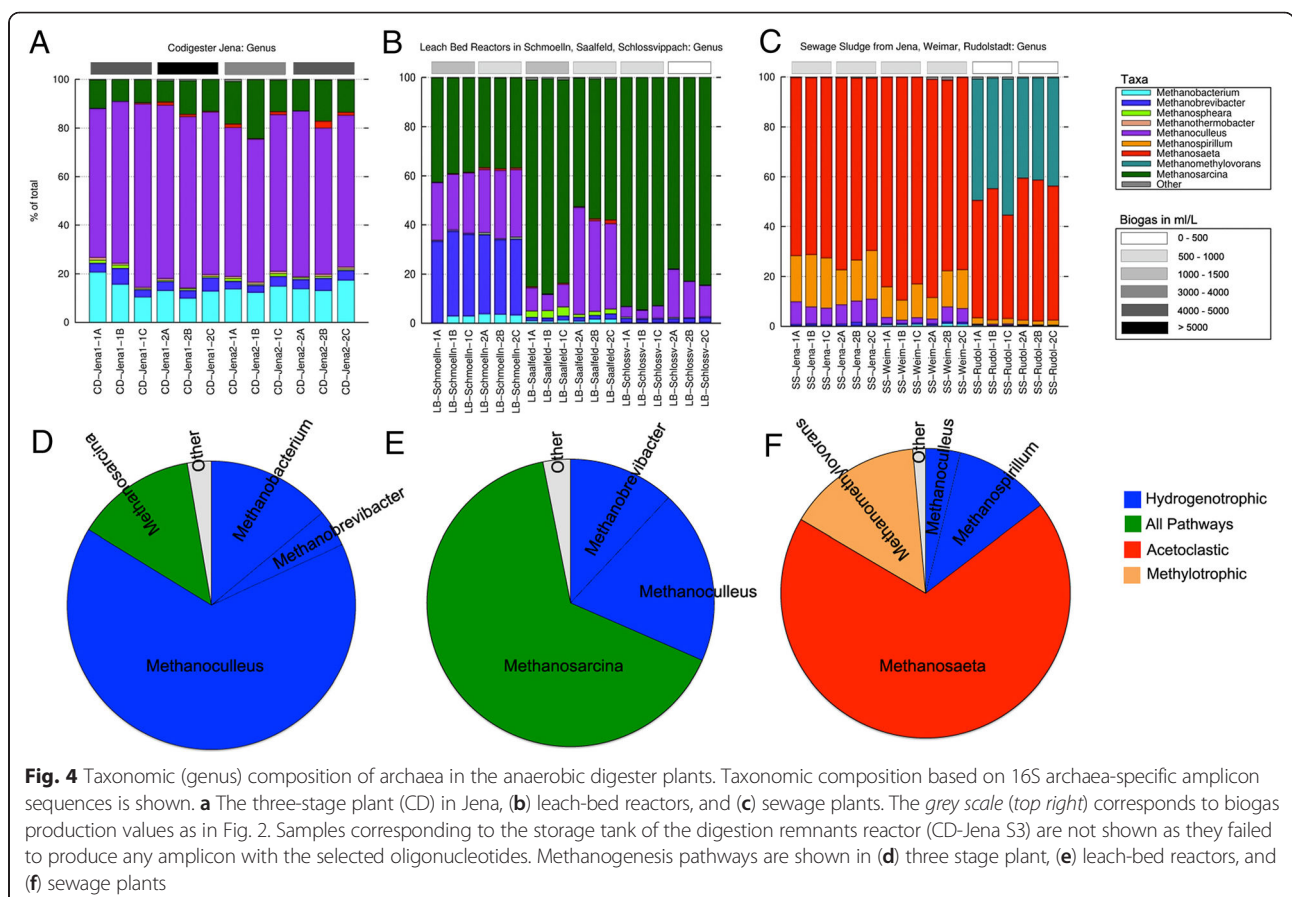 A
Codigester Jena: Genus
B
Leach Bed Reactors in Schmoelln, Saalfeld, Schlossvippach: Genus
C
Sewage Sludge from Jena, Weimar, Rudolstadt: Genus
% of total
100
80
60
40
20
0
CD-Jena1-1A
CD-Jena1-1B
CD-Jena1-1C
CD-Jena1-2A
CD-Jena1-2B
CD-Jena1-2C
CD-Jena2-1A
CD-Jena2-1B
CD-Jena2-1C
CD-Jena2-2A
CD-Jena2-2B
CD-Jena2-2C
100
80
60
40
20
0
LB-Schmoelln-1A
LB-Schmoelln-1B
LB-Schmoelln-1C
LB-Schmoelln-2A
LB-Schmoelln-2B
LB-Schmoelln-2C
LB-Saalfeld-1A
LB-Saalfeld-1B
LB-Saalfeld-1C
LB-Saalfeld-2A
LB-Saalfeld-2B
LB-Saalfeld-2C
LB-Schlossv-1A
LB-Schlossv-1B
LB-Schlossv-1C
LB-Schlossv-2A
LB-Schlossv-2B
LB-Schlossv-2C
100
80
60
40
20
0
SS-Jena-1A
SS-Jena-1B
SS-Jena-1C
SS-Jena-2A
SS-Jena-2B
SS-Jena-2C
SS-Weim-1A
SS-Weim-1B
SS-Weim-1C
SS-Weim-2A
SS-Weim-2B
SS-Weim-2C
SS-Rudol-1A
SS-Rudol-1B
SS-Rudol-1C
SS-Rudol-2A
SS-Rudol-2B
SS-Rudol-2C
Taxa
Methanobacterium
Methanobrevibacter
Methanospheara
Methanothermobacter
Methanoculleus
Methanospirillum
Methanosaeta
Methanomethylovorans
Methanosarcina
Other
Biogas in ml/L
0 - 500
500 - 1000
1000 - 1500
3000 - 4000
4000 - 5000
> 5000
D
Methanosarcina
Other
Methanobacterium
Methanobrevibacter
Methanoculleus
E
Other
Methanobrevibacter
Methanoculleus
Methanosarcina
F
Methanomethylovorans
Other
Methanoculleus
Methanospirillum
Methanosaeta
Hydrogenotrophic
All Pathways
Acetoclastic
Methylotrophic
Fig. 4 Taxonomic (genus) composition of archaea in the anaerobic digester plants. Taxonomic composition based on 16S archaea-specific amplicon
sequences is shown. a The three-stage plant (CD) in Jena, (b) leach-bed reactors, and (c) sewage plants. The grey scale (top right) corresponds to biogas
production values as in Fig. 2. Samples corresponding to the storage tank of the digestion remnants reactor (CD-Jena S3) are not shown as they failed
to produce any amplicon with the selected oligonucleotides. Methanogenesis pathways are shown in (d) three stage plant, (e) leach-bed reactors, and
(f) sewage plants